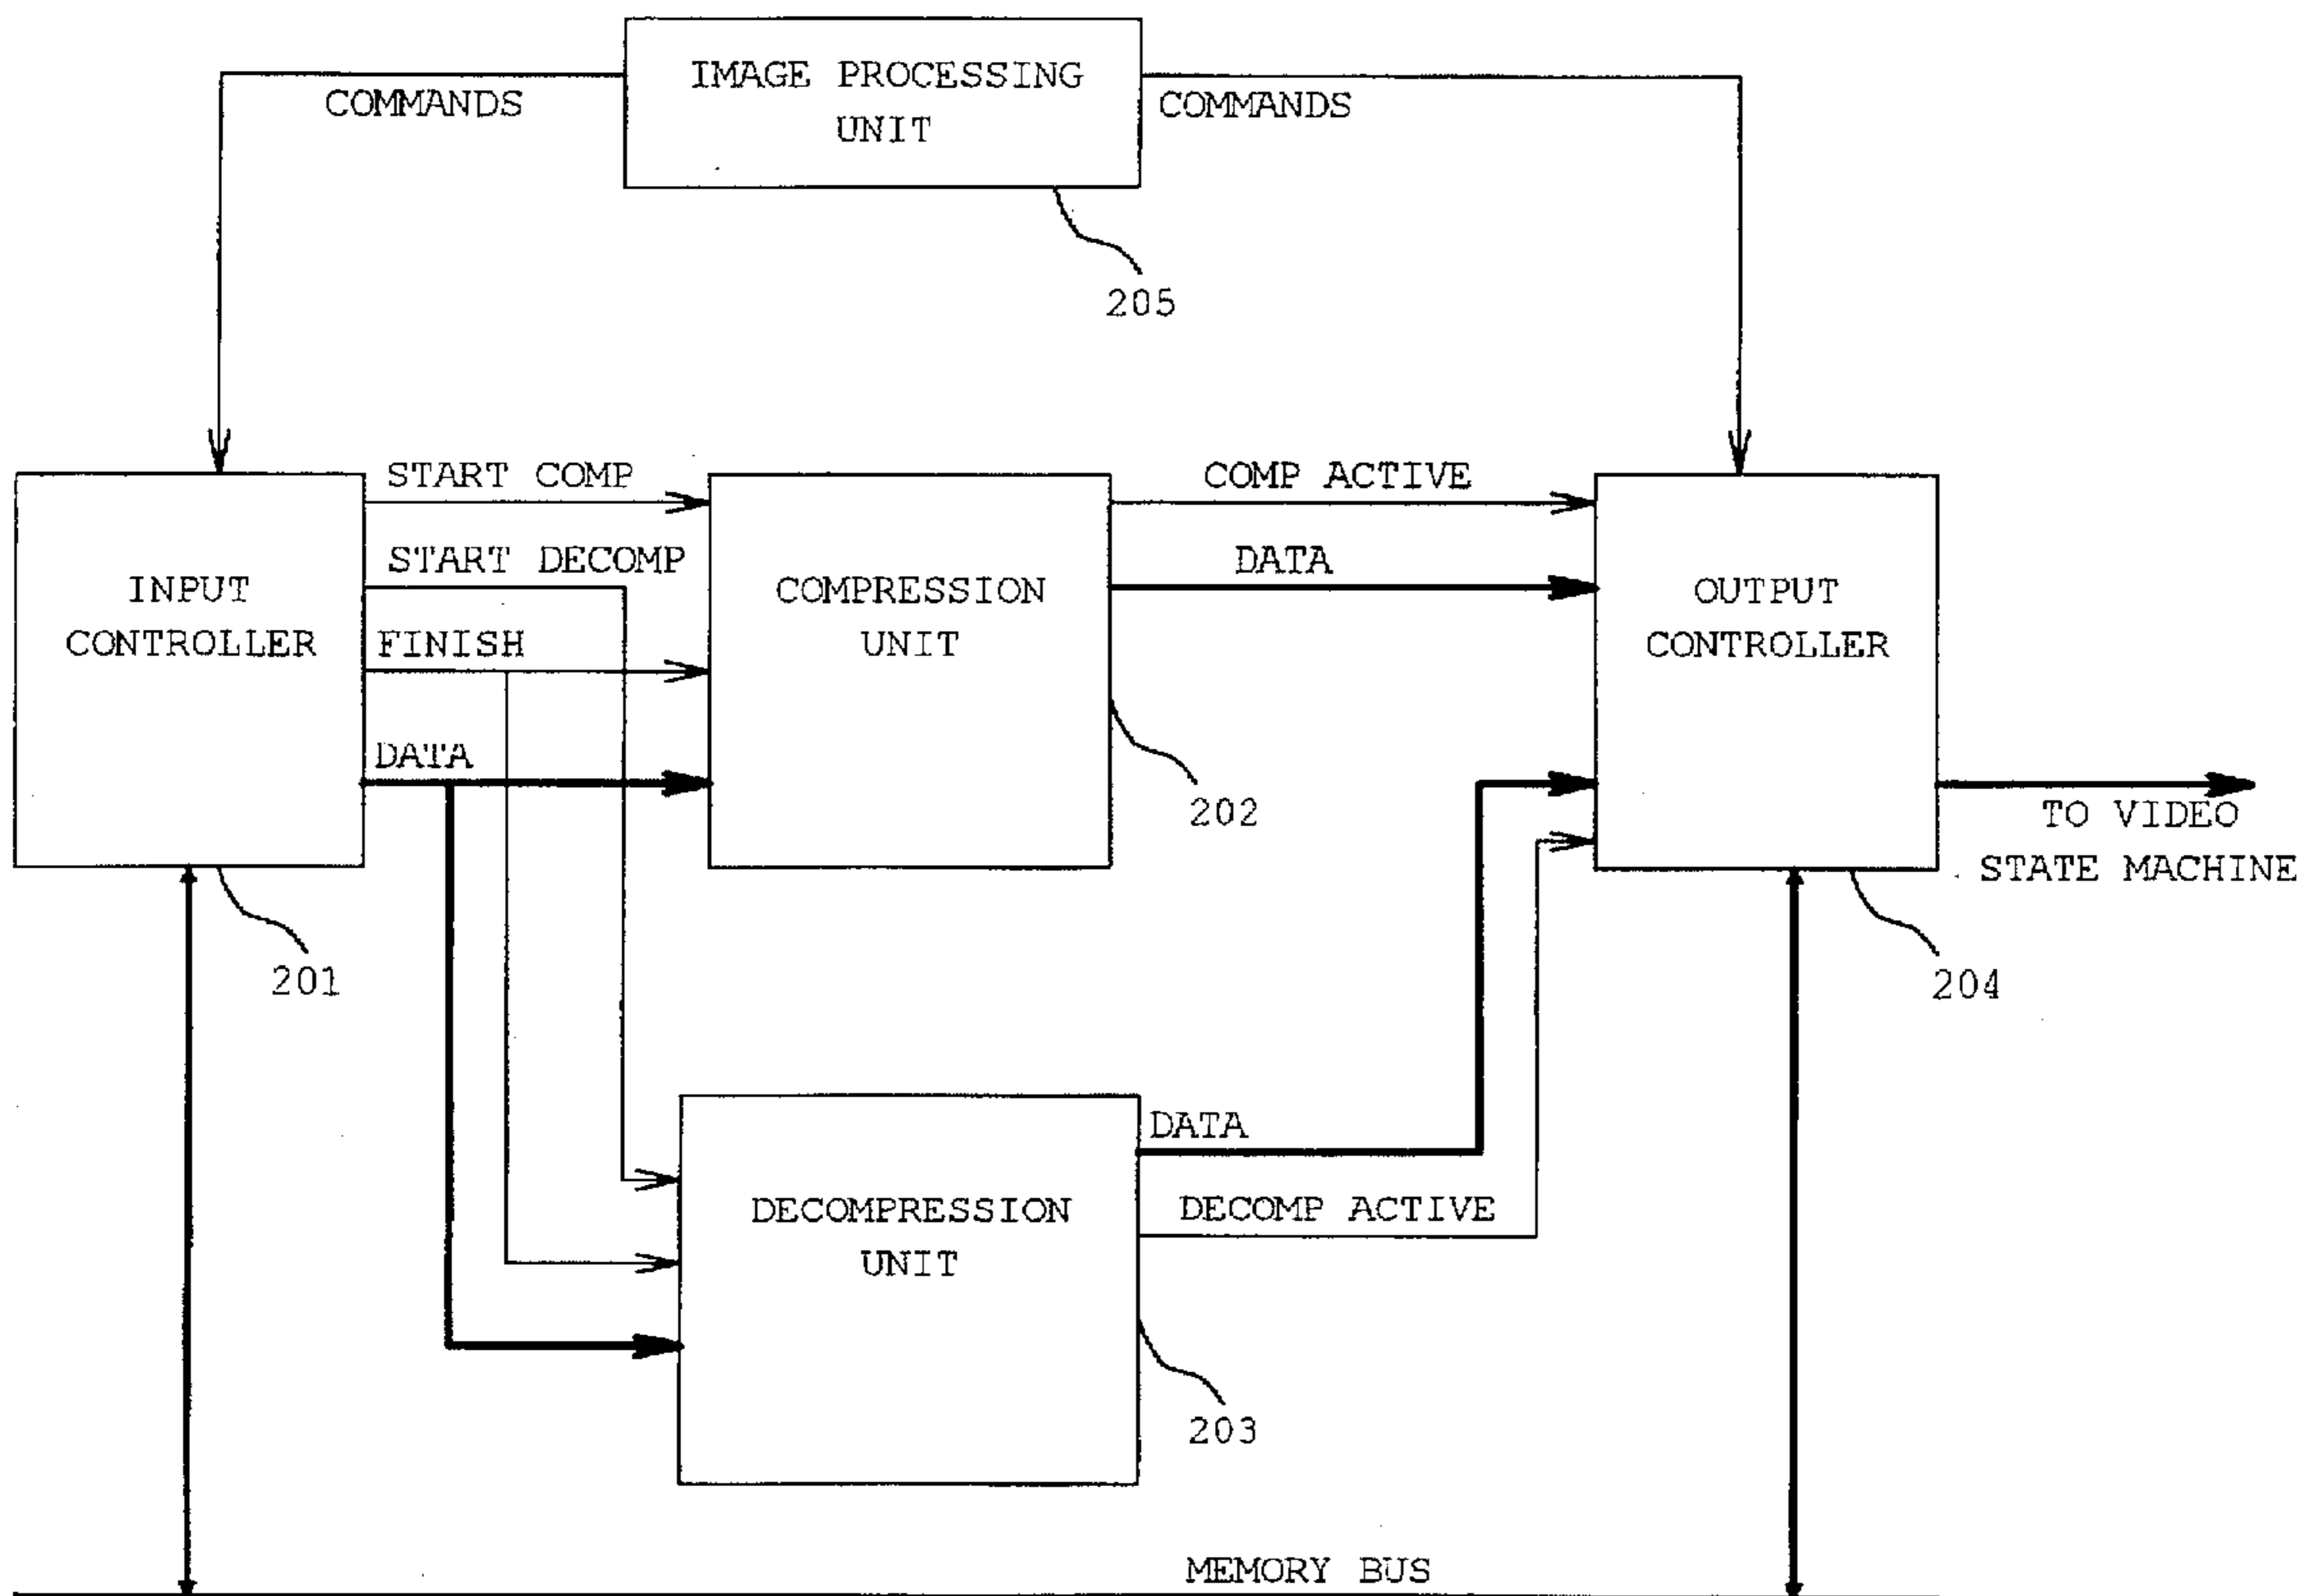 IMAGE PROCESSING
UNIT
COMMANDS
COMMANDS
205
START COMP
COMP ACTIVE
START DECOMP
DATA
INPUT
CONTROLLER
COMPRESSION
UNIT
OUTPUT
CONTROLLER
FINISH
DATA
202
TO VIDEO
STATE MACHINE
201
204
DATA
DECOMPRESSION
UNIT
DECOMP ACTIVE
203
MEMORY BUS